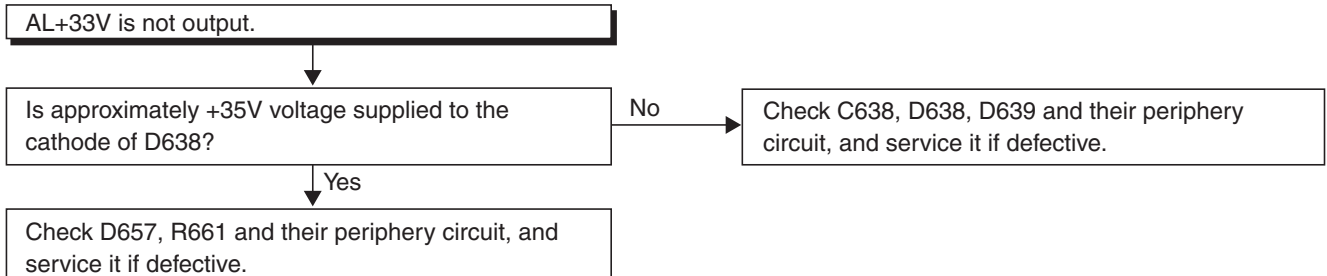 AL+33V is not output.
Is approximately +35V voltage supplied to the
cathode of D638?
No
Check C638, D638, D639 and their periphery
circuit, and service it if defective.
Yes
Check D657, R661 and their periphery circuit, and
service it if defective.